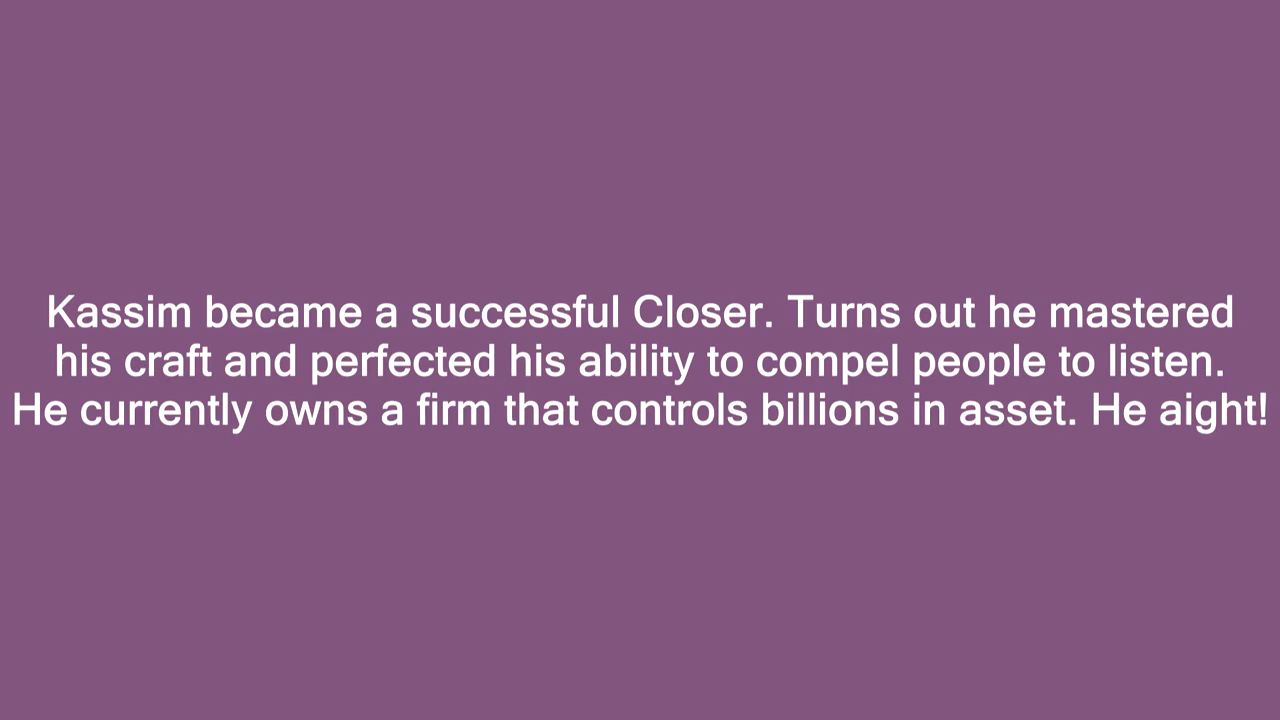 Kassim became a successful Closer. Turns out he mastered
his craft and perfected his ability to compel people to listen.
He currently owns a firm that controls billions in asset. He aight!